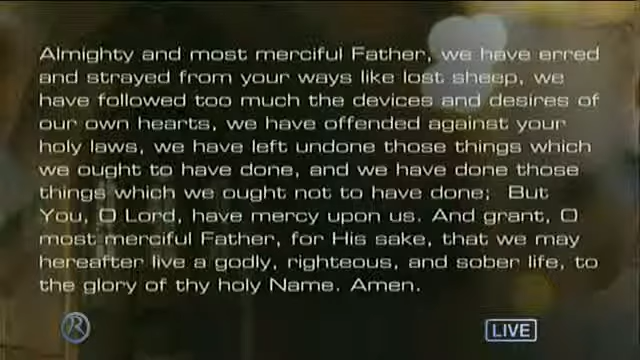 Almighty and most merciful Father, we have erred
and strayed from your ways like lost sheep, we
have followed too much the devices and desires of
our own hearts, we have offended against your
holy laws, we have left undone those things which
we ought to have done, and we have done those
things which we ought not to have done; But
You, O Lord, have mercy upon us. And grant, O
most merciful Father, for His sake, that we may
hereafter live a godly, righteous, and sober life, to
the glory of thy holy Name. Amen.
R
LIVE